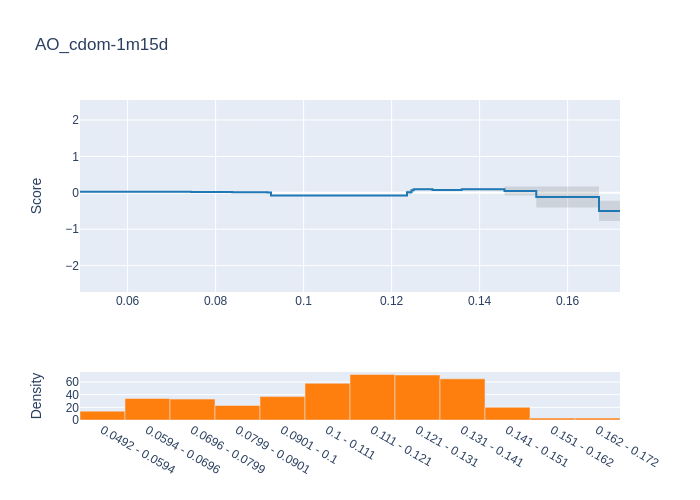 AO_cdom-1m15d
Score
2
1
0
−1
−2
0.06
0.08
0.1
0.12
0.14
0.16
Density
60
40
20
0
0.0492 - 0.0594
0.0594 - 0.0696
0.0696 - 0.0799
0.0799 - 0.0901
0.0901 - 0.1
0.1 - 0.111
0.111 - 0.121
0.121 - 0.131
0.131 - 0.141
0.141 - 0.151
0.151 - 0.162
0.162 - 0.172